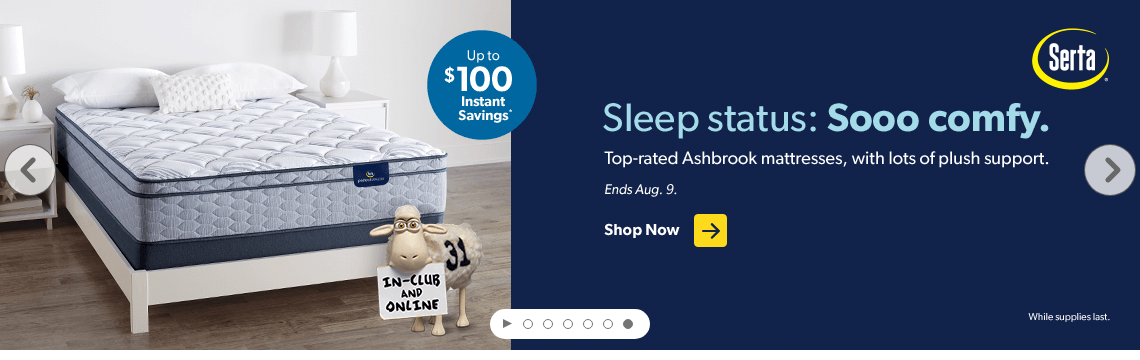 Up to
$100
Instant
Savings*
31
IN-CLUB
AND
ONLINE
Serta®
Sleep status: Sooo comfy.
Top-rated Ashbrook mattresses, with lots of plush support.
Ends Aug. 9.
Shop Now
While supplies last.